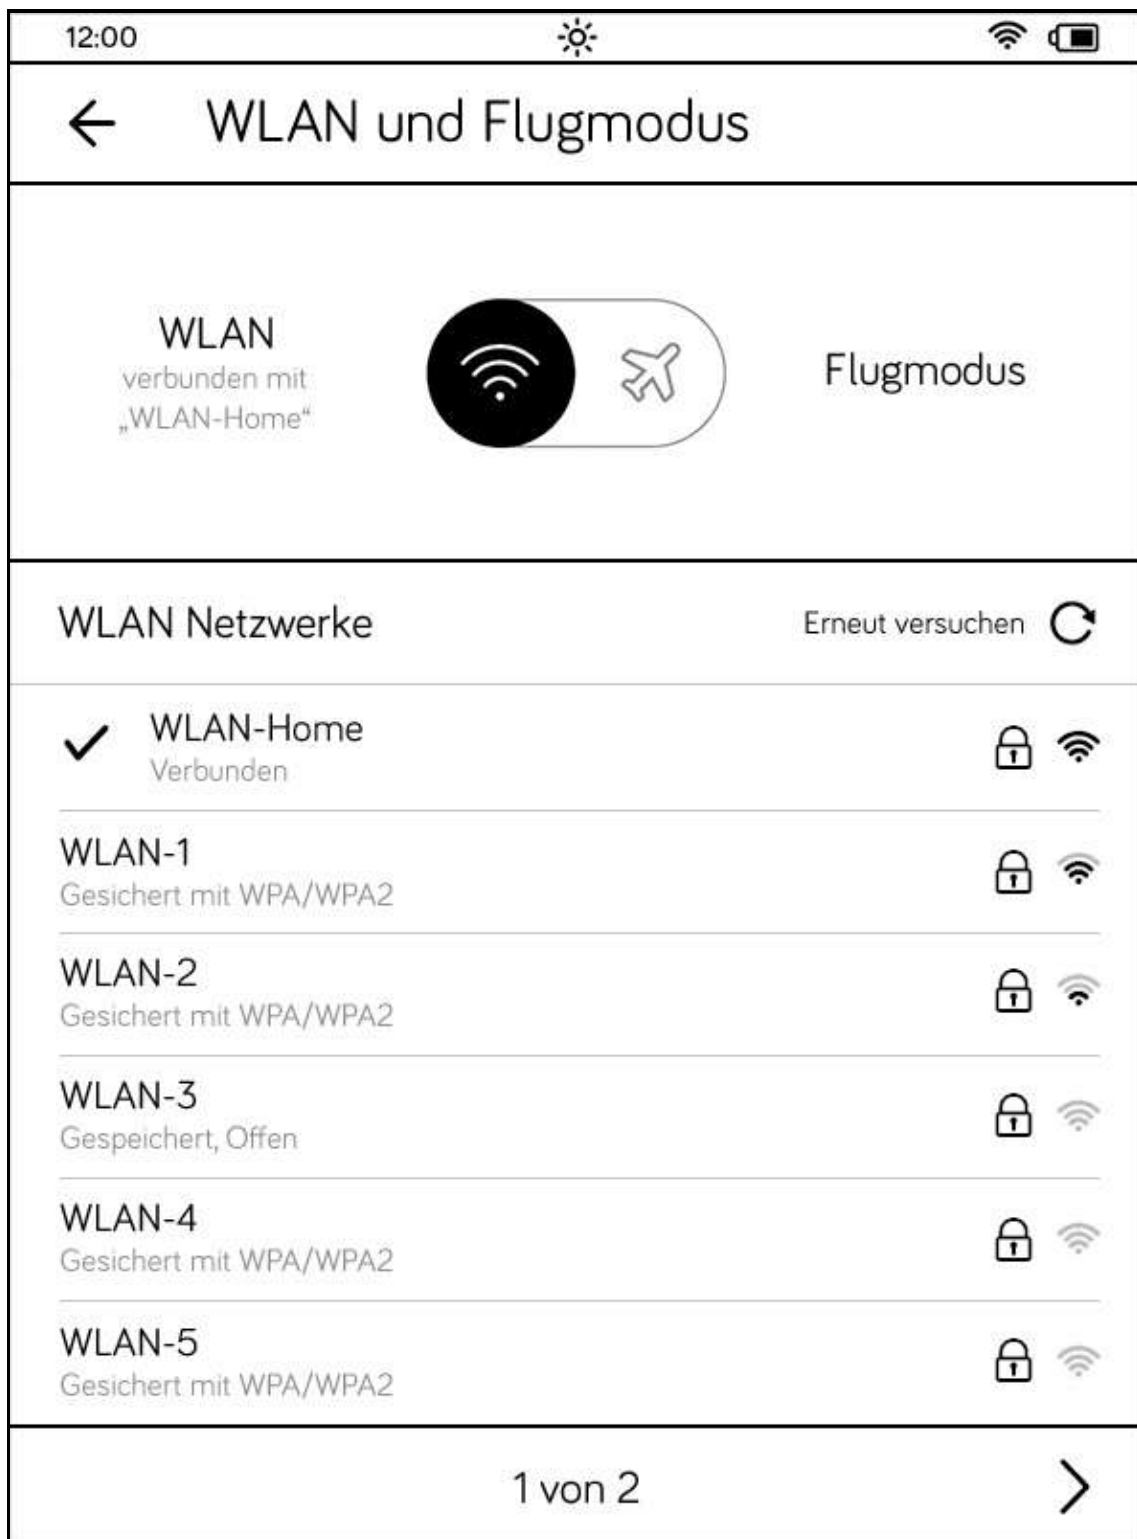 12:00
WLAN und Flugmodus
WLAN
verbunden mit
„WLAN-Home“
Flugmodus
WLAN Netzwerke
Erneut versuchen
WLAN-Home
Verbunden
WLAN-1
Gesichert mit WPA/WPA2
WLAN-2
Gesichert mit WPA/WPA2
WLAN-3
Gespeichert, Offen
WLAN-4
Gesichert mit WPA/WPA2
WLAN-5
Gesichert mit WPA/WPA2
1 von 2